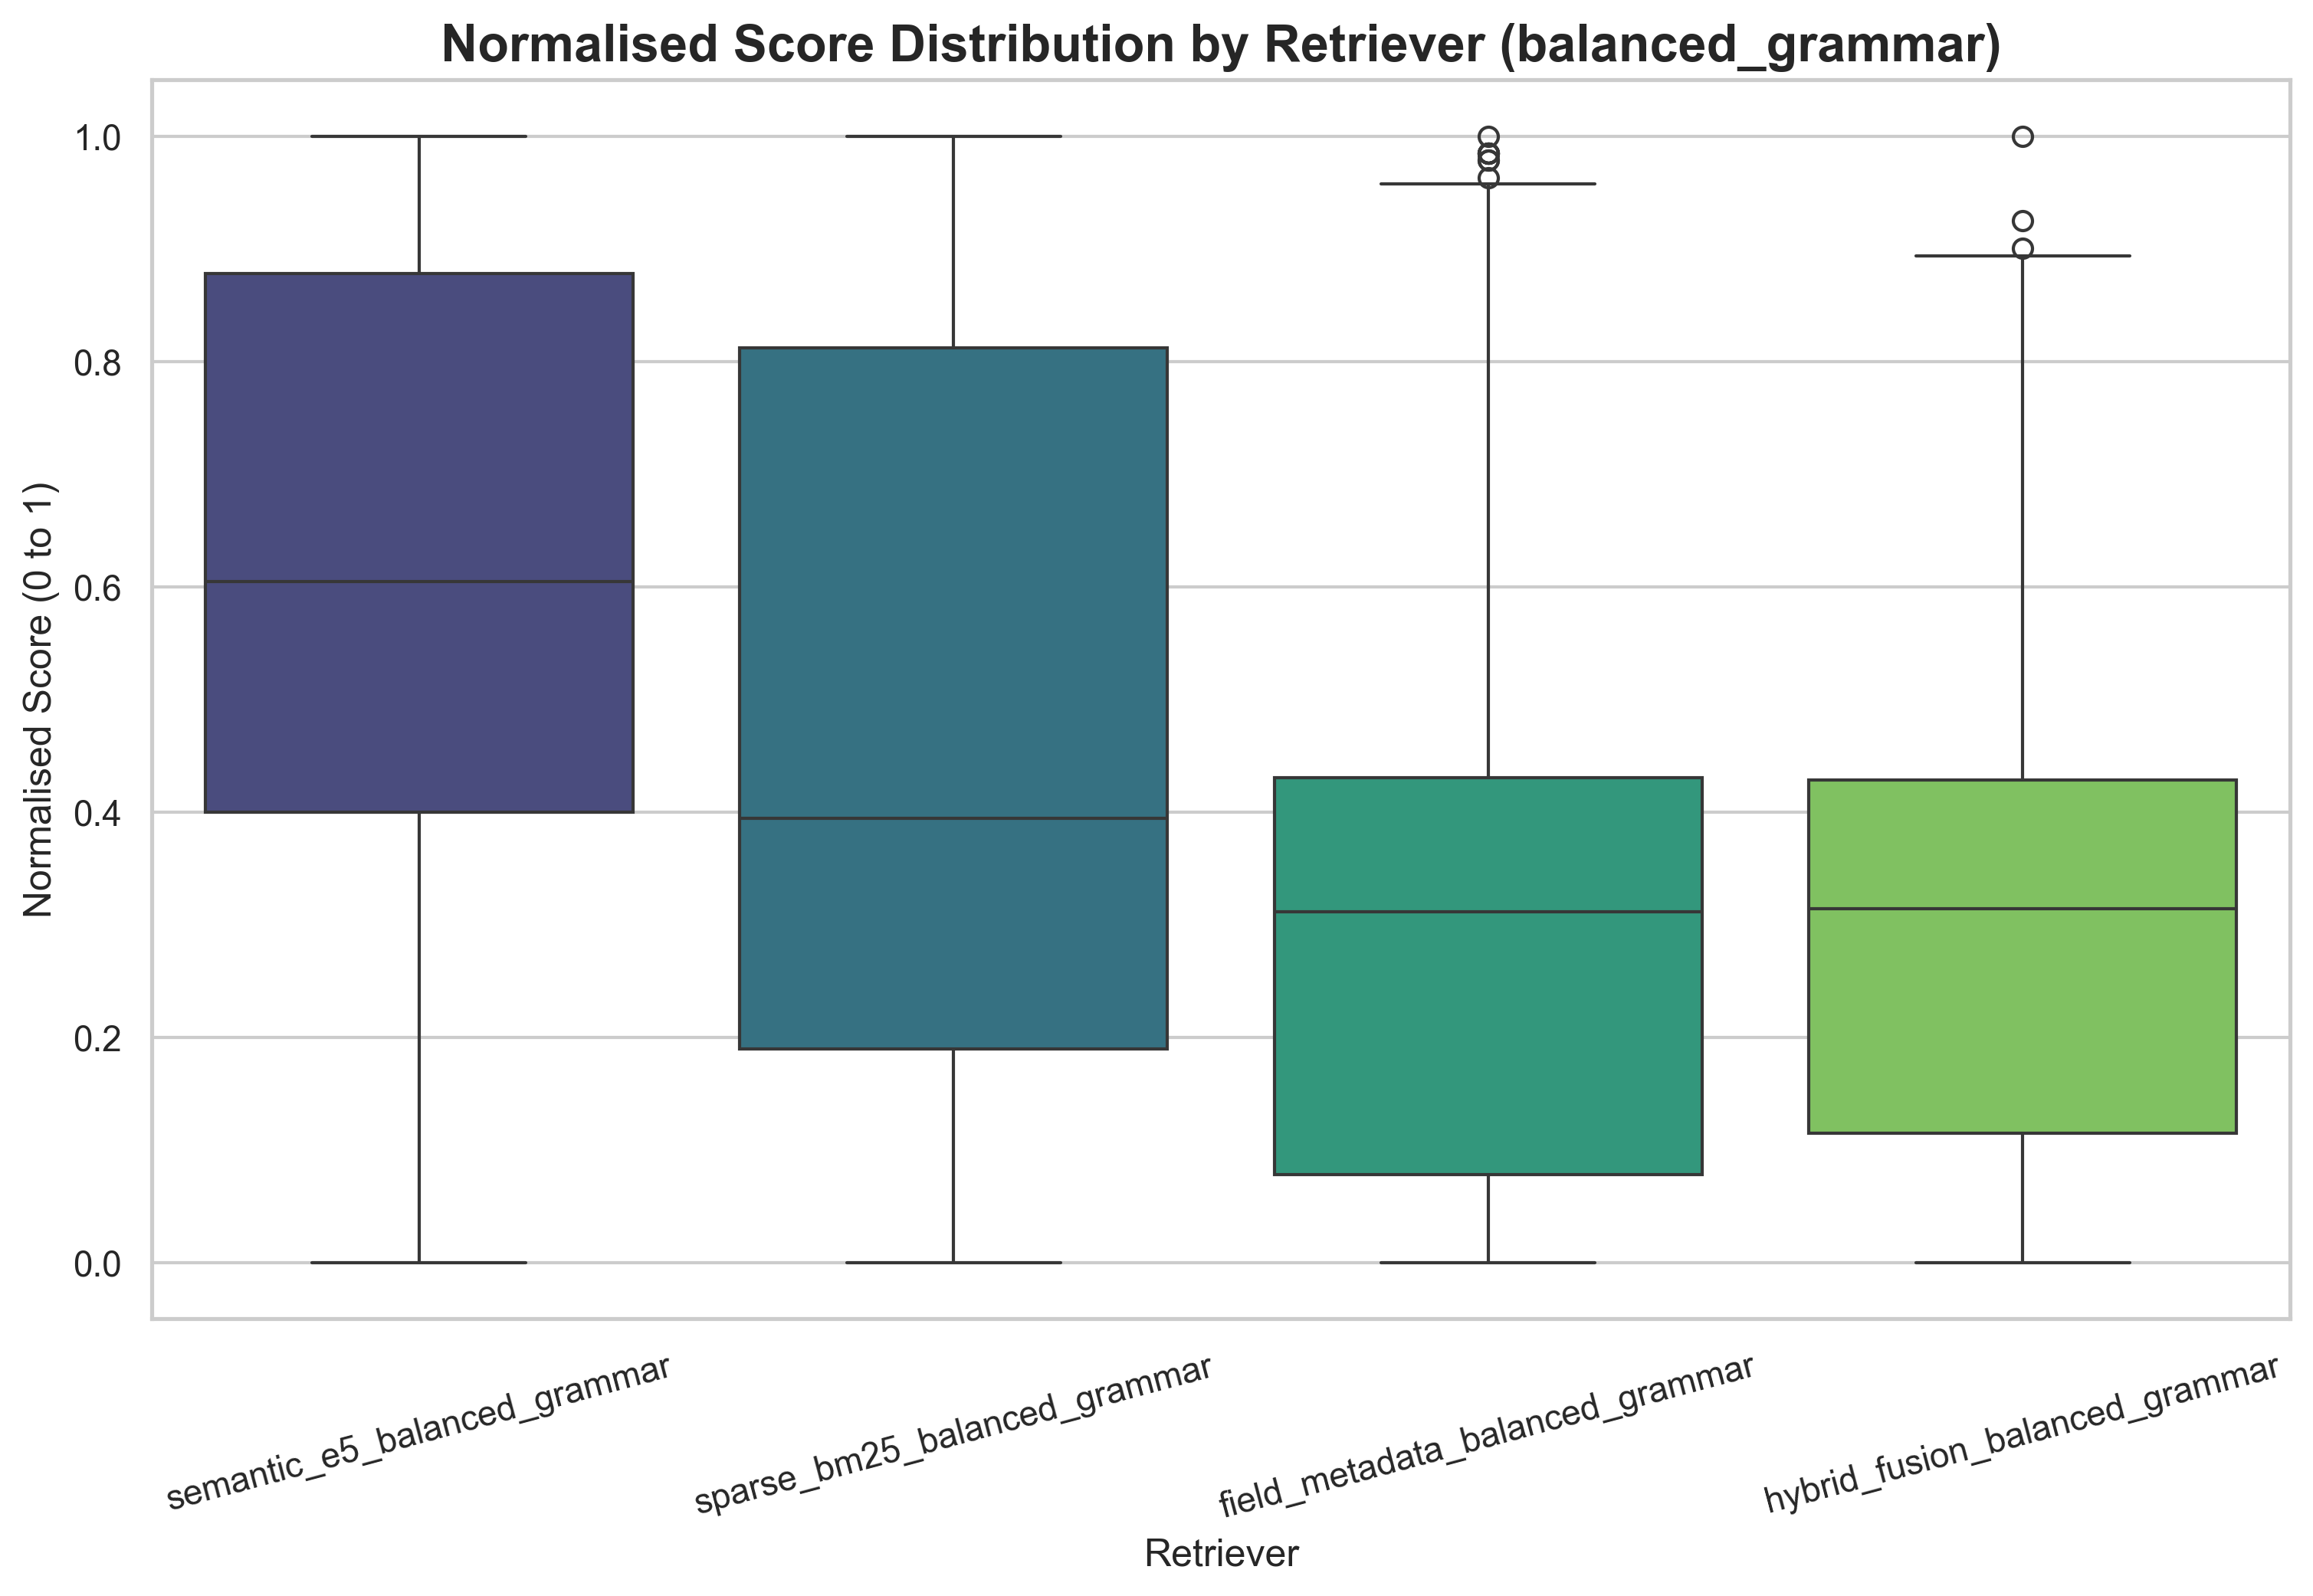 Normalised Score Distribution by Retriever (balanced_grammar)
Normalised Score (0 to 1)
1.0
0.8
0.6
0.4
0.2
0.0
semantic_e5_balanced_grammar
sparse_bm25_balanced_grammar
field_metadata_balanced_grammar
hybrid_fusion_balanced_grammar
Retriever